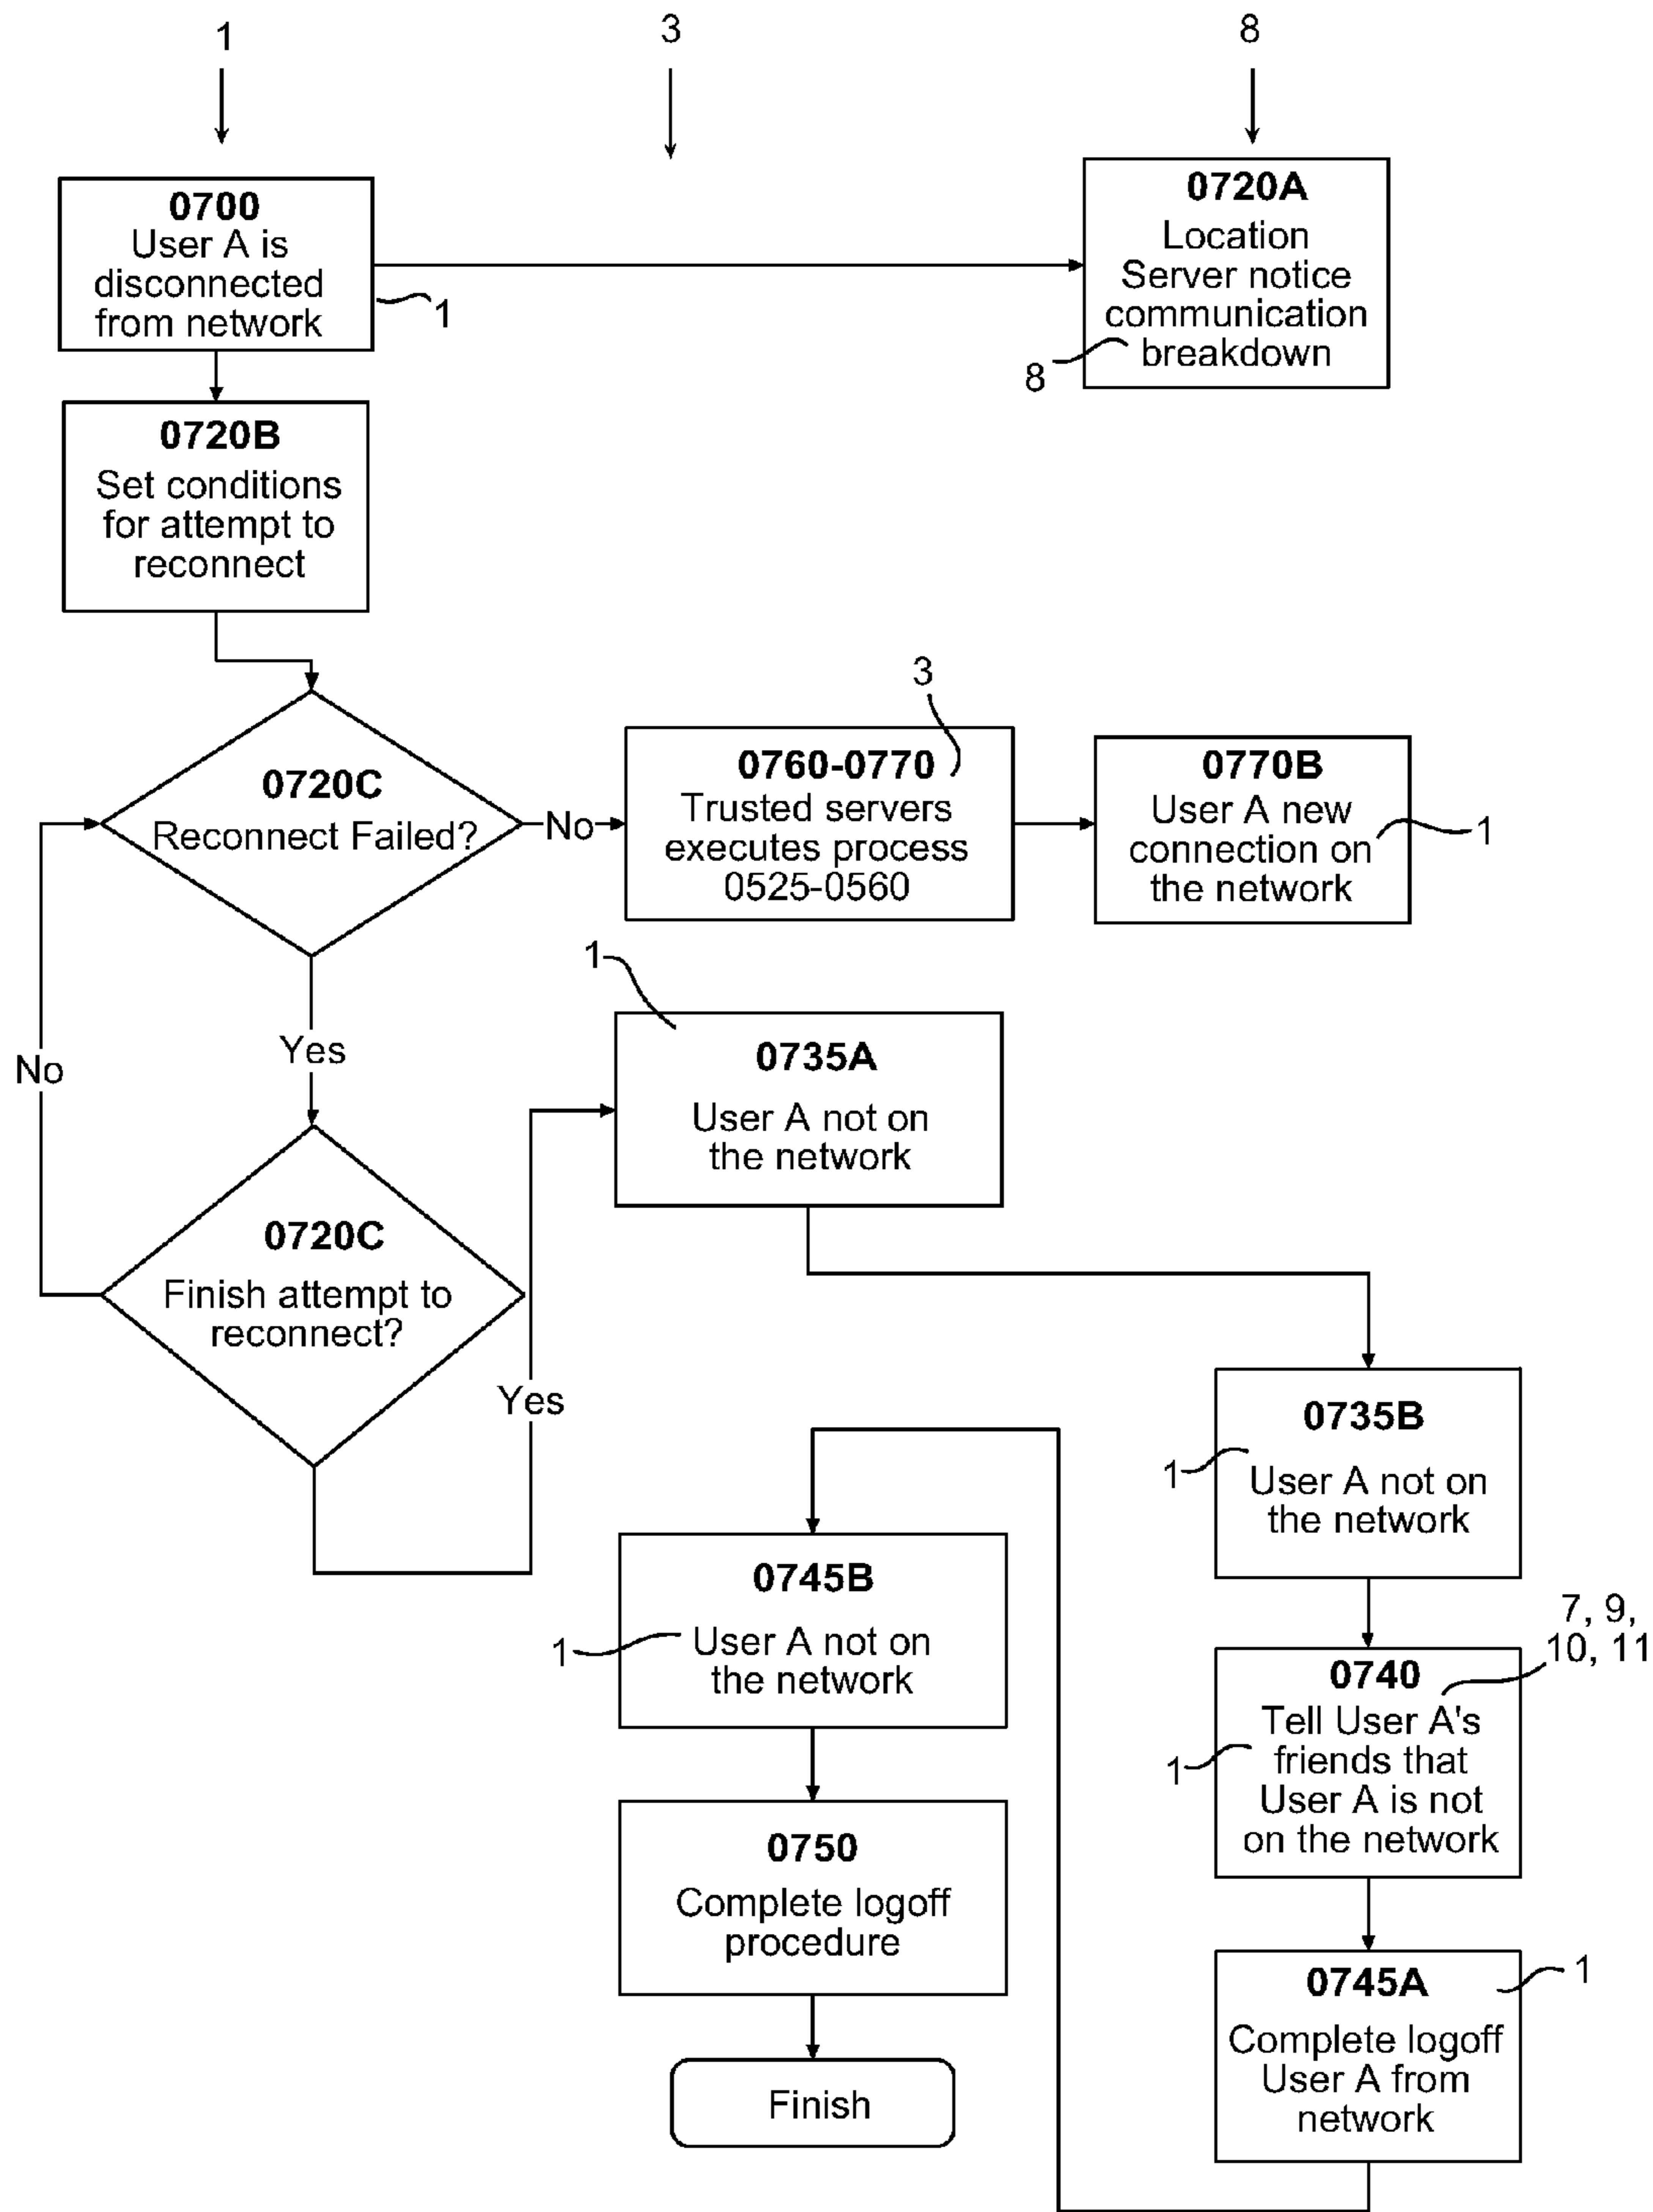 1
3
8
0700
User A is
disconnected
from network
1
0720A
Location
Server notice
communication
breakdown
8
0720B
Set conditions
for attempt to
reconnect
0720C
Reconnect Failed?
No
3
0760-0770
Trusted servers
executes process
0525-0560
0770B
User A new
connection on
the network
1
Yes
No
1
0735A
User A not on
the network
0720C
Finish attempt to
reconnect?
Yes
0735B
1
User A not on
the network
0745B
1
User A not on
the network
7, 9,
10, 11
0740
Tell User A's
1
friends that
User A is not
on the network
0750
Complete logoff
procedure
0745A
1
Complete logoff
User A from
network
Finish